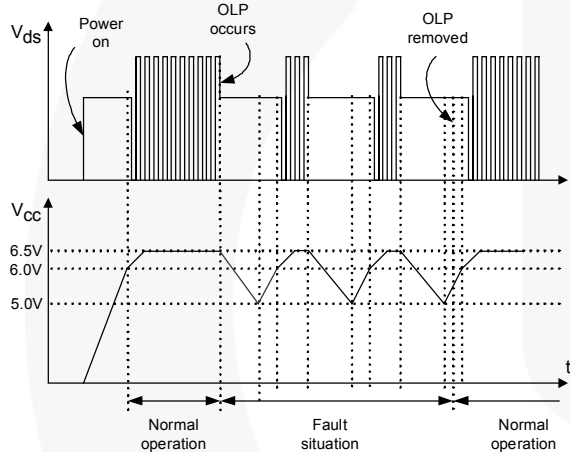 Vds
Power
on
OLP
occurs
OLP
removed
t
Vcc
6.5V
6.0V
5.0V
t
Normal
operation
Fault
situation
Normal
operation